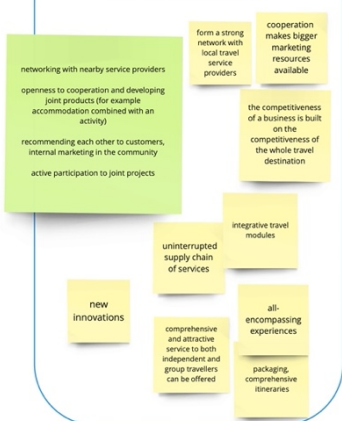 networking with nearby service providers
openness to cooperation and developing
joint products (for example
accommodation combined with an
activity)
recommending each other to customers,
internal marketing in the community
active participation to joint projects
form a strong
network with
local travel
service
providers
cooperation
makes bigger
marketing
resources
available
the competitiveness
of a business is built
on the
competitiveness of
the whole travel
destination
integrative travel
modules
uninterrupted
supply chain
of services
new
innovations
all-
encompassing
experiences
comprehensive
and attractive
service to both
independent and
group travellers
can be offered
packaging,
comprehensive
itineraries